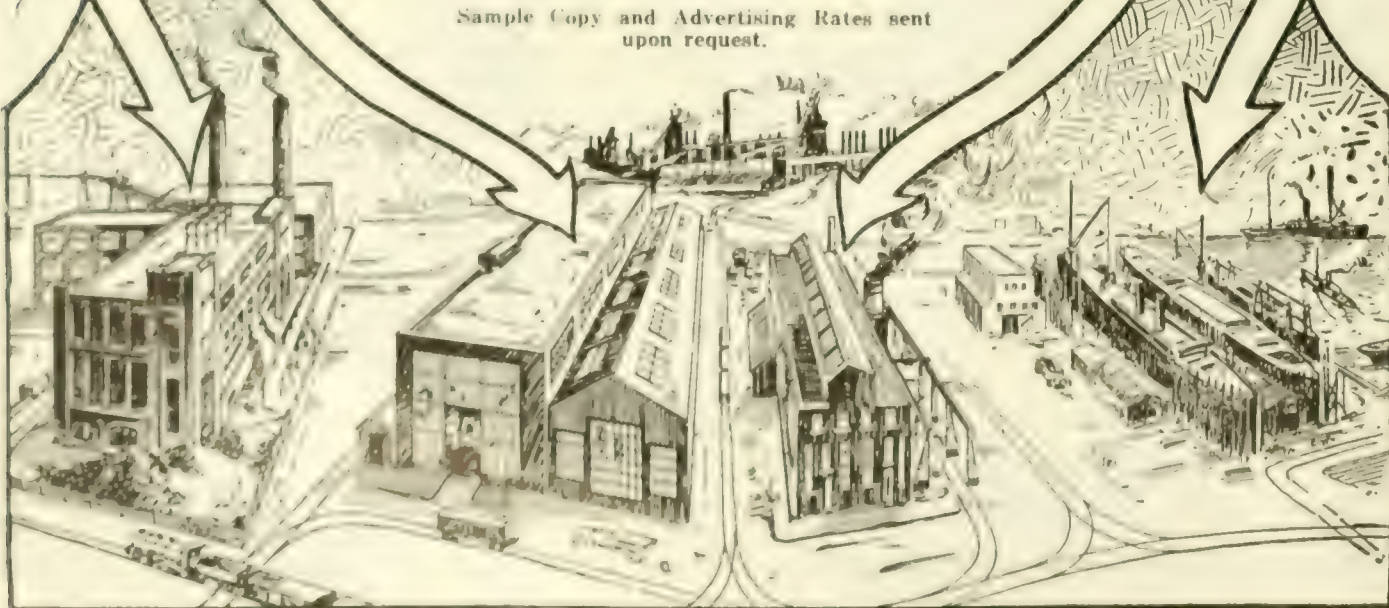 Sample Copy and Advertising Rates sent
upon request.